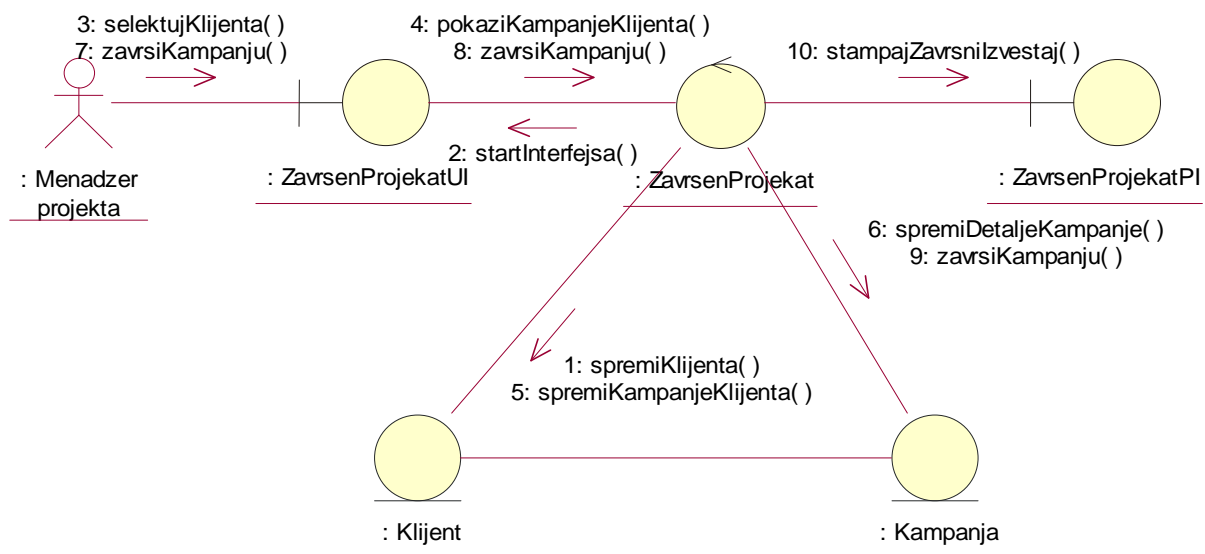 3: selektujKlijenta( )
7: zavrsiKampanju( )
4: pokaziKampanjeKlijenta( )
8: zavrsiKampanju( )
10: stampajZavrsniIzvestaj( )
2: startInterfejsa( )
: Menadzer
projekta
: ZavrsenProjekatUI
: ZavrsenProjekat
: ZavrsenProjekatPI
6: spremiDetaljeKampanje( )
9: zavrsiKampanju( )
1: spremiKlijenta( )
5: spremiKampanjeKlijenta( )
: Klijent
: Kampanja